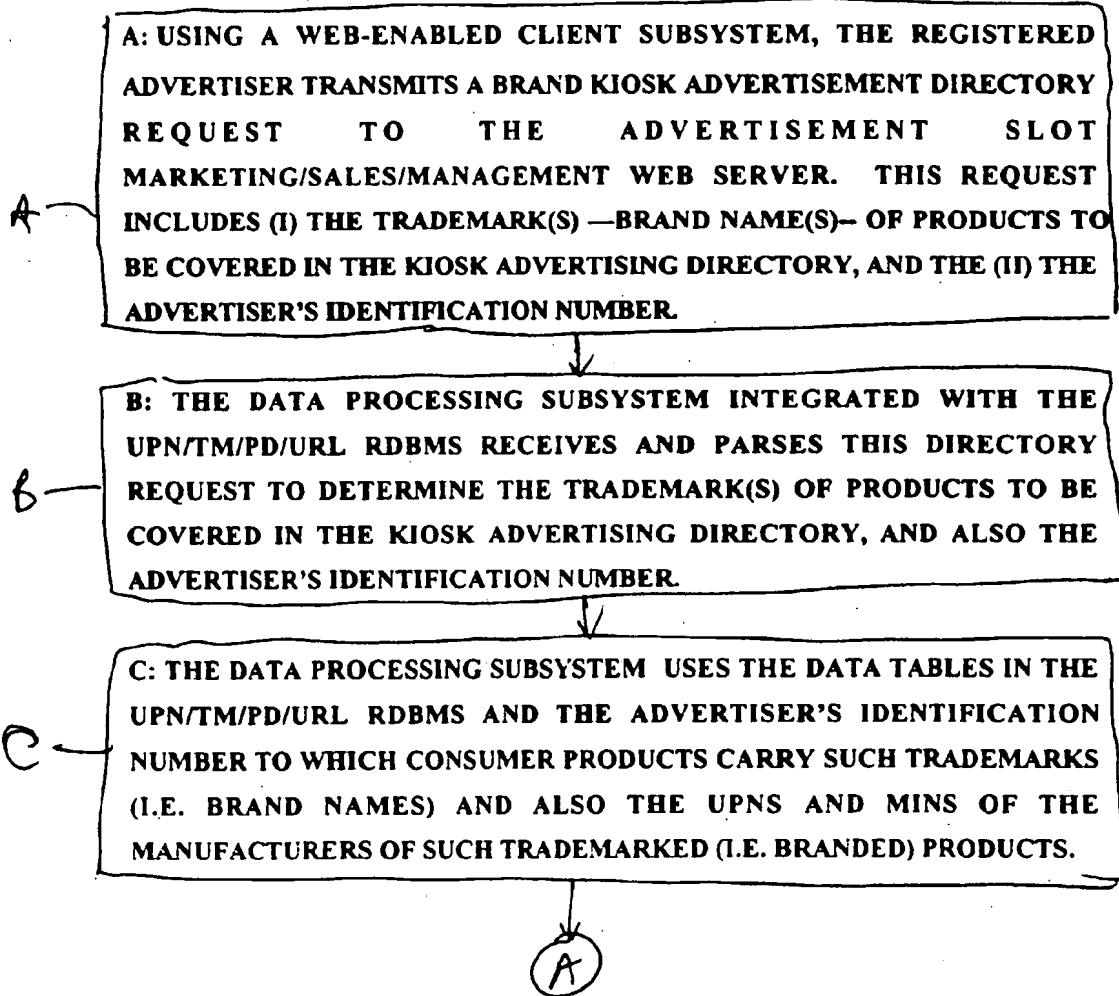 A: USING A WEB-ENABLED CLIENT SUBSYSTEM, THE REGISTERED
ADVERTISER TRANSMITS A BRAND KIOSK ADVERTISEMENT DIRECTORY
REQUEST TO THE ADVERTISEMENT SLOT
MARKETING/SALES/MANAGEMENT WEB SERVER. THIS REQUEST
A
INCLUDES (I) THE TRADEMARK(S) —BRAND NAME(S)– OF PRODUCTS TO
BE COVERED IN THE KIOSK ADVERTISING DIRECTORY, AND THE (II) THE
ADVERTISER'S IDENTIFICATION NUMBER.
B: THE DATA PROCESSING SUBSYSTEM INTEGRATED WITH THE
UPN/TM/PD/URL RDBMS RECEIVES AND PARSES THIS DIRECTORY
B
REQUEST TO DETERMINE THE TRADEMARK(S) OF PRODUCTS TO BE
COVERED IN THE KIOSK ADVERTISING DIRECTORY, AND ALSO THE
ADVERTISER'S IDENTIFICATION NUMBER.
C: THE DATA PROCESSING SUBSYSTEM USES THE DATA TABLES IN THE
UPN/TM/PD/URL RDBMS AND THE ADVERTISER'S IDENTIFICATION
C
NUMBER TO WHICH CONSUMER PRODUCTS CARRY SUCH TRADEMARKS
(I.E. BRAND NAMES) AND ALSO THE UPNS AND MINS OF THE
MANUFACTURERS OF SUCH TRADEMARKED (I.E. BRANDED) PRODUCTS.
A